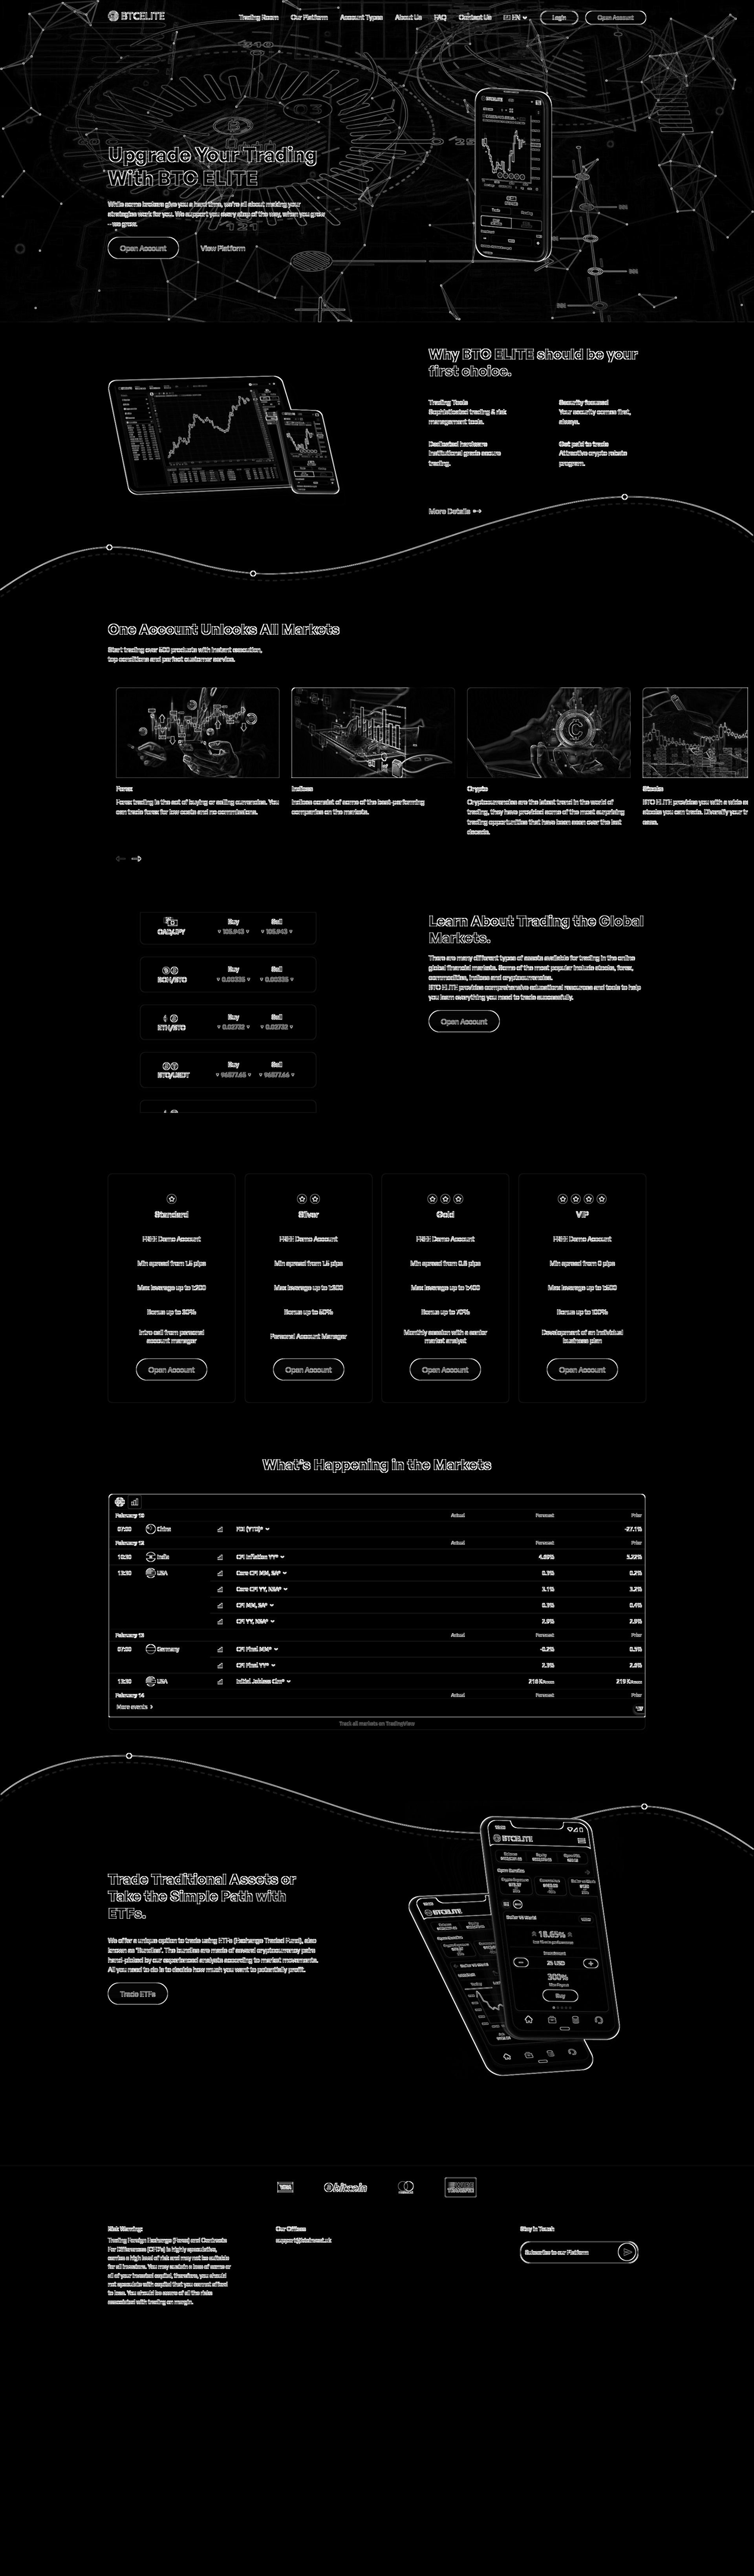 BTCELITE
Trading Room
Our Platform
Account Types
About Us
FAQ
Contact Us
EN
Login
Open Account
Upgrade Your Trading
With BTC ELITE
While some brokers give you a hard time, we're all about making your
strategies work for you. We support you every step of the way, when you grow
- we grow.
Open Account
View Platform
Why BTC ELITE should be your
first choice.
Trading Tools
Sophisticated trading & risk
management tools.
Security focused
Your security comes first,
always.
Dedicated hardware
Institutional grade secure
trading.
Get paid to trade
Attractive crypto rebate
program.
More Details
One Account Unlocks All Markets
Start trading over 500 products with instant execution,
top conditions and perfect customer service.
Forex
Forex trading is the act of buying or selling currencies. You
can trade forex for low costs and no commissions.
Indices
Indices consist of some of the best-performing
companies on the markets.
Crypto
Cryptocurrencies are the latest trend in the world of
trading, they have provided some of the most surprising
trading opportunities that have been seen over the last
decade.
Stocks
BTC ELITE provides you with a wide
stocks you can trade. Diversify your
CAD/JPY
Buy
Sell
105.943
105.943
BCH/BTC
Buy
Sell
0.00335
0.00335
ETH/BTC
Buy
Sell
0.02732
0.02732
BTC/USDT
Buy
Sell
96577.65
96577.66
Learn About Trading the Global
Markets.
There are many different types of assets available for trading in the online
global financial markets. Some of the most popular include stocks, forex,
commodities, indices and cryptocurrencies.
BTC ELITE provides comprehensive educational resources and tools to help
you learn everything you need to trade successfully.
Open Account
Standard
FREE Demo Account
Min spread from 1.5 pips
Max leverage up to 1:200
Bonus up to 30%
Intro call from personal
account manager
Open Account
Silver
FREE Demo Account
Min spread from 1.5 pips
Max leverage up to 1:300
Bonus up to 50%
Personal Account Manager
Open Account
Gold
FREE Demo Account
Min spread from 0.8 pips
Max leverage up to 1:400
Bonus up to 70%
Monthly session with a senior
market analyst
Open Account
VIP
FREE Demo Account
Min spread from 0 pips
Max leverage up to 1:500
Bonus up to 100%
Development of an individual
business plan
Open Account
What's Happening in the Markets
February 10 Actual Forecast Prior
07:00 China FDI (YTD)* -27.1%
February 12 Actual Forecast Prior
10:30 India CPI Inflation YY* 4.60% 5.22%
13:30 USA Core CPI MM, SA* 0.3% 0.2%
Core CPI YY, NSA* 3.1% 3.2%
CPI MM, SA* 0.3% 0.4%
CPI YY, NSA* 2.9% 2.9%
February 13 Actual Forecast Prior
07:00 Germany CPI Final MM* -0.2% 0.5%
CPI Final YY* 2.3% 2.6%
13:30 USA Initial Jobless Clm* 216 K 219 K
February 14 Actual Forecast Prior
More events
Track all markets on TradingView
Trade Traditional Assets or
Take the Simple Path with
ETFs.
We offer a unique option to trade using ETFs (Exchange Traded Fund), also
known as 'Bundles'. The bundles are made of several cryptocurrency pairs
hand-picked by our experienced analysts according to market movements.
All you need to do is to decide how much you want to potentially profit.
Trade ETFs
BTCELITE
18.65%
Investment
25 USD
300%
Buy
BTCELITE
VISA
bitcoin
WIRE
TRANSFER
Risk Warning:
Trading Foreign Exchange (Forex) and Contracts
For Differences (CFD's) is highly speculative,
carries a high level of risk and may not be suitable
for all investors. You may sustain a loss of some or
all of your invested capital, therefore, you should
not speculate with capital that you cannot afford
to lose. You should be aware of all the risks
associated with trading on margin.
Our Offices
Stay in Touch
Subscribe to our Platform